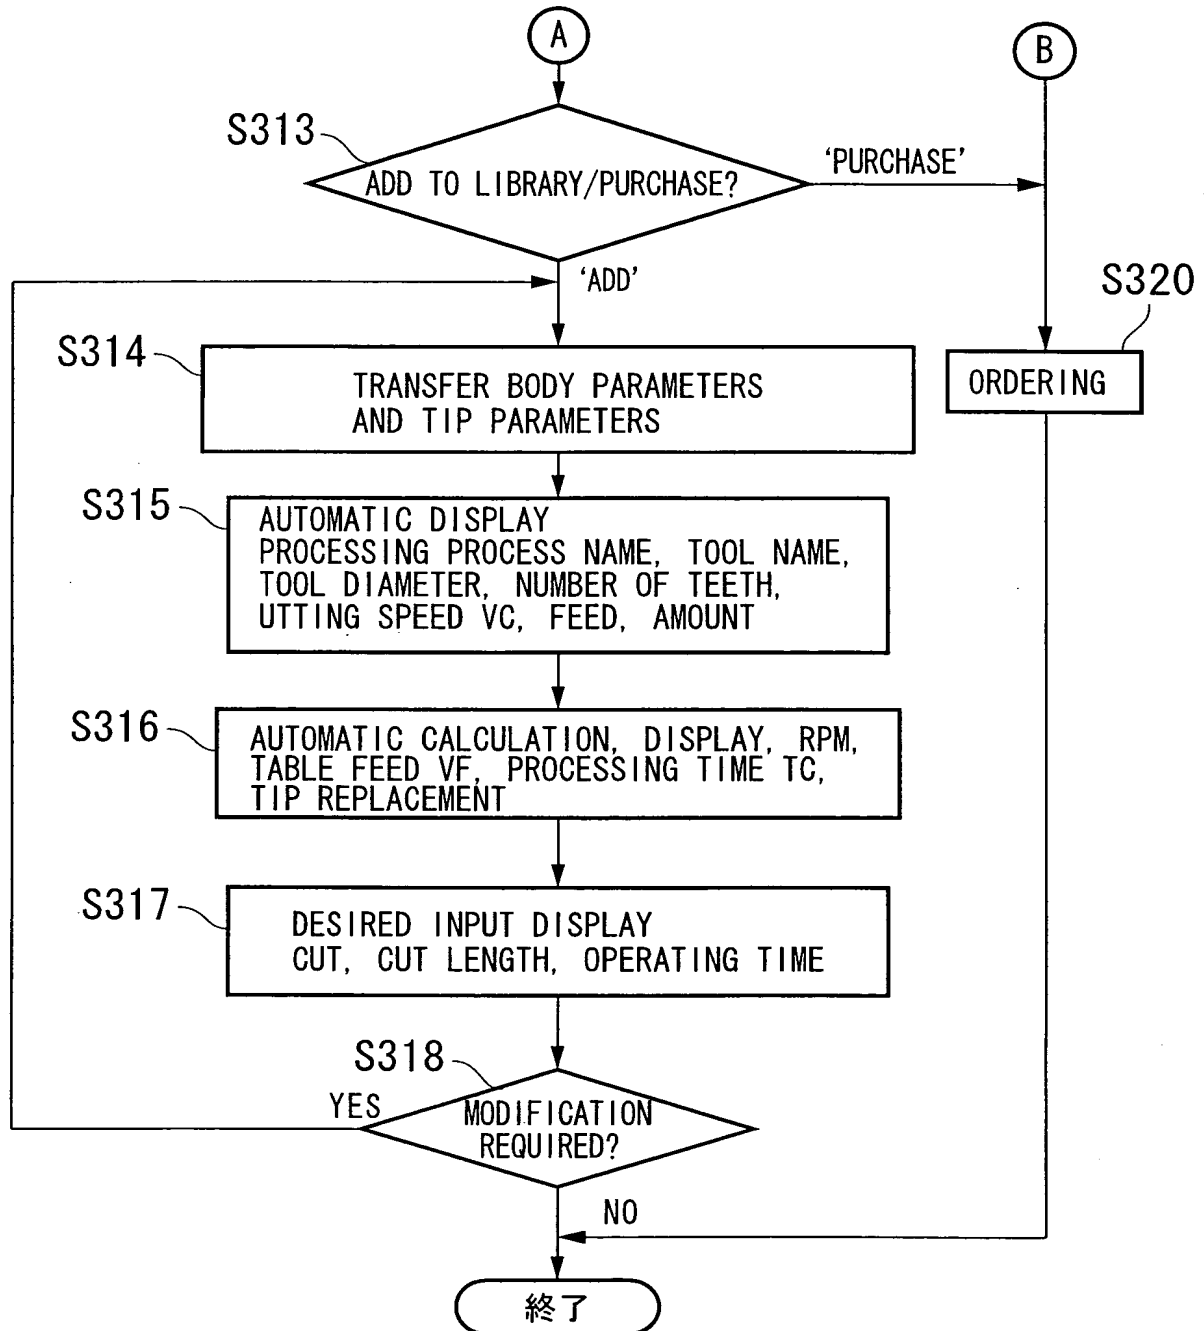 A
B
S313
ADD TO LIBRARY/PURCHASE?
'PURCHASE'
'ADD'
S320
S314
TRANSFER BODY PARAMETERS
AND TIP PARAMETERS
ORDERING
S315
AUTOMATIC DISPLAY
PROCESSING PROCESS NAME, TOOL NAME,
TOOL DIAMETER, NUMBER OF TEETH,
UTTING SPEED VC, FEED, AMOUNT
S316
AUTOMATIC CALCULATION, DISPLAY, RPM,
TABLE FEED VF, PROCESSING TIME TC,
TIP REPLACEMENT
S317
DESIRED INPUT DISPLAY
CUT, CUT LENGTH, OPERATING TIME
S318
YES
MODIFICATION
REQUIRED?
NO
終了